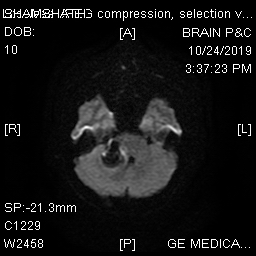 compression, selection v...
DOB:
10
[A]
BRAIN P&C
10/24/2019
3:37:23 PM
[R]
[L]
SP:-21.3mm
C1229
W2458
[P]
GE MEDICA...